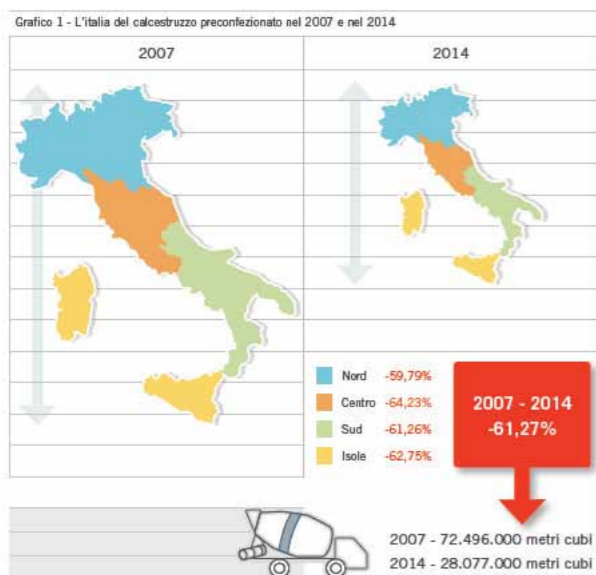 Grafico 1 - L'italia del calcestruzzo preconfezionato nel 2007 e nel 2014
2007
2014
Nord -59,79%
Centro -64,23%
Sud -61,26%
Isole -62,75%
2007 - 2014
-61,27%
2007 - 72.496.000 metri cubi
2014 - 28.077.000 metri cubi